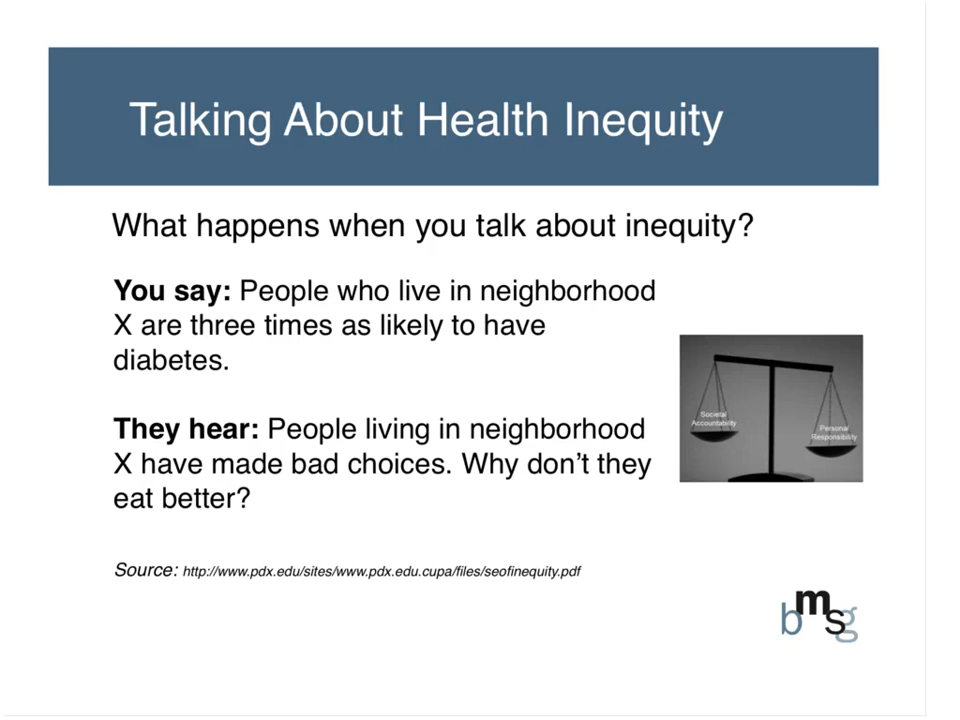 Talking About Health Inequity
What happens when you talk about inequity?
You say: People who live in neighborhood
X are three times as likely to have
diabetes.
Societal
Accountability
Personal
Responsibility
They hear: People living in neighborhood
X have made bad choices. Why don't they
eat better?
Source: http://www.pdx.edu/sites/www.pdx.edu.cupa/files/seofinequity.pdf
bmsg